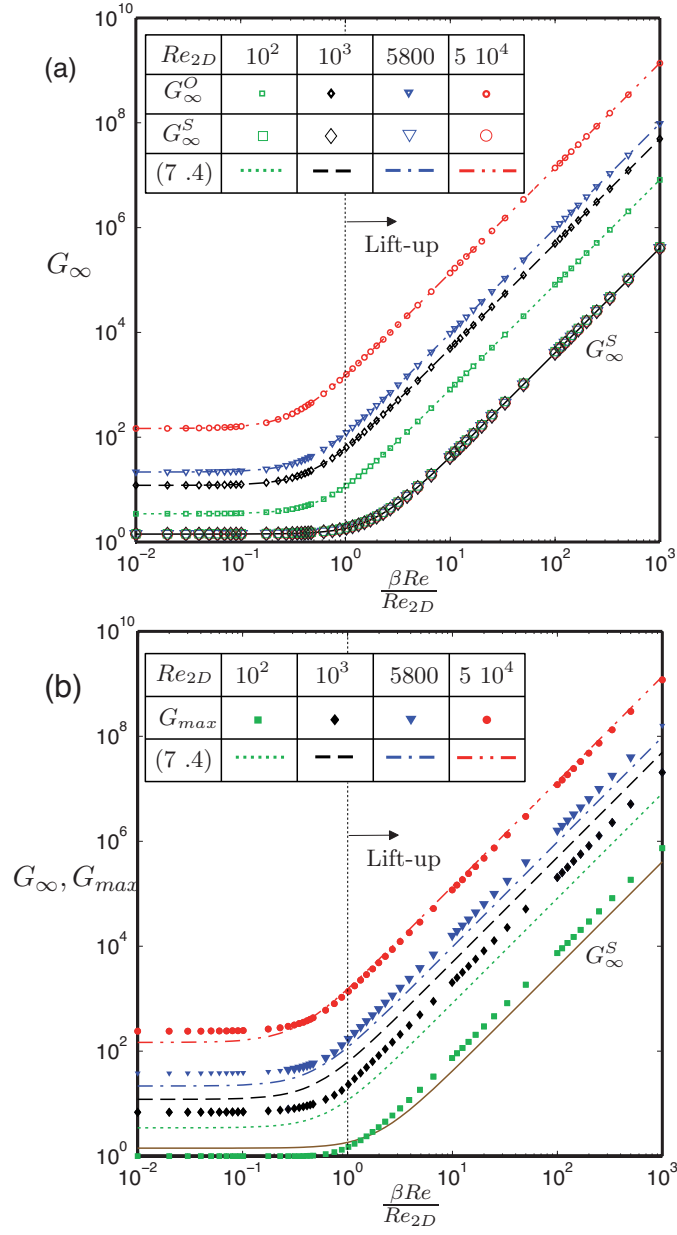 (a)
10^10
10^8
10^6
10^4
10^2
10^0
G_∞
Re_2D 10^2 10^3 5800 5 10^4
G_∞^O
G_∞^S
(7 .4)
Lift-up
G_∞^S
10^-2 10^-1 10^0 10^1 10^2 10^3
βRe
Re_2D
(b)
10^10
10^8
10^6
10^4
10^2
10^0
G_∞, G_max
Re_2D 10^2 10^3 5800 5 10^4
G_max
(7 .4)
Lift-up
G_∞^S
10^-2 10^-1 10^0 10^1 10^2 10^3
βRe
Re_2D